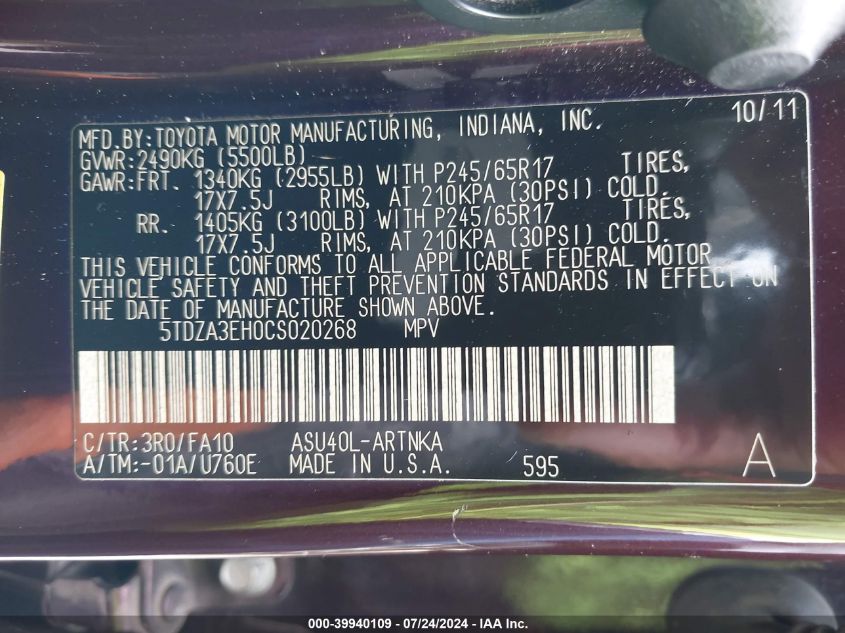 10/11
MFD.BY:TOYOTA MOTOR MANUFACTURING, INDIANA, INC.
GVWR:2490KG (5500LB)
GAWR:FRT. 1340KG (2955LB) WITH P245/65R17 TIRES,
17X7.5J RIMS, AT 210KPA (30PSI) COLD.
RR. 1405KG (3100LB) WITH P245/65R17 TIRES,
17X7.5J RIMS, AT 210KPA (30PSI) COLD.
THIS VEHICLE CONFORMS TO ALL APPLICABLE FEDERAL MOTOR
VEHICLE SAFETY AND THEFT PREVENTION STANDARDS IN EFFECT ON
THE DATE OF MANUFACTURE SHOWN ABOVE.
5TDZA3EH0CS020268 MPV
C/TR:3R0/FA10 ASU40L-ARTNKA
A/TM:-01A/U760E MADE IN U.S.A. 595 A
000-39940109 - 07/24/2024 - IAA Inc.